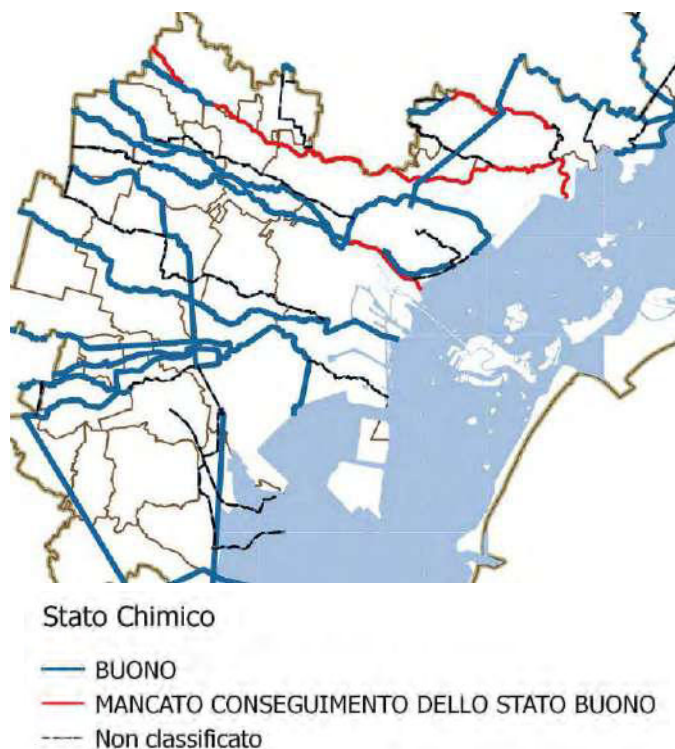 Stato Chimico
BUONO
MANCATO CONSEGUIMENTO DELLO STATO BUONO
Non classificato